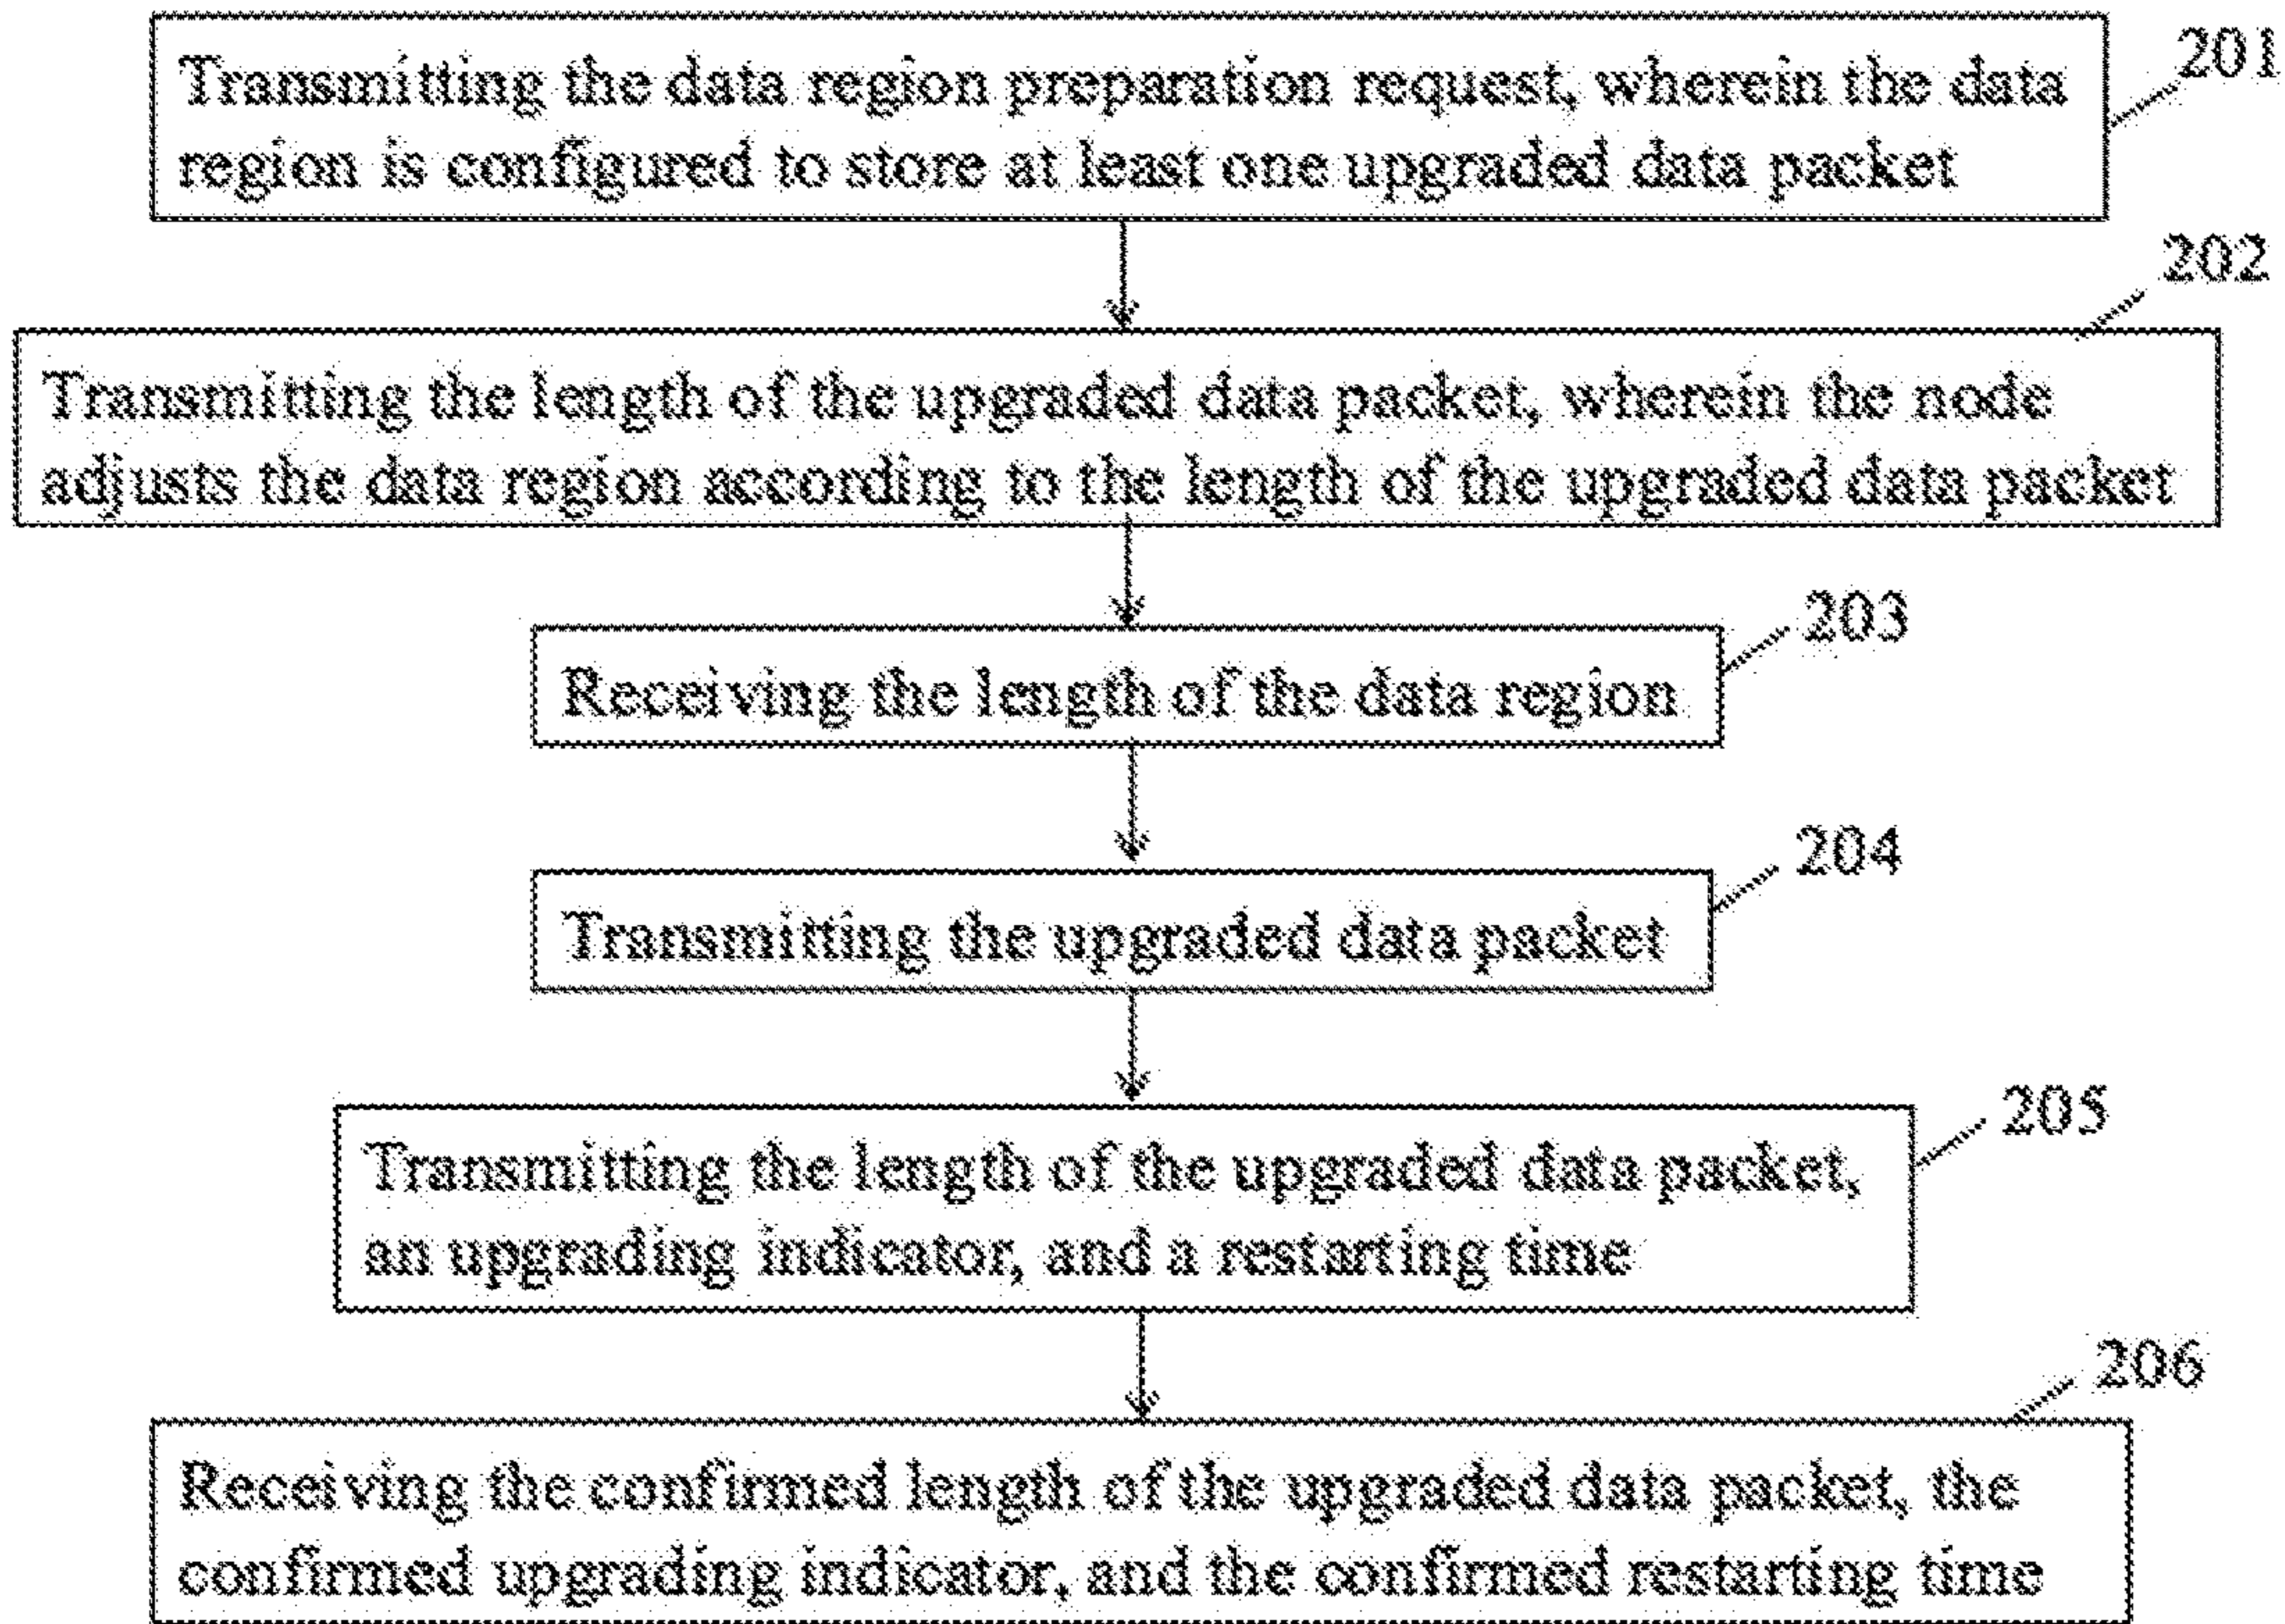 201
Transmitting the data region preparation request, wherein the data
region is configured to store at least one upgraded data packet
202
Transmitting the length of the upgraded data packet, wherein the node
adjusts the data region according to the length of the upgraded data packet
203
Receiving the length of the data region
204
Transmitting the upgraded data packet
205
Transmitting the length of the upgraded data packet,
an upgrading indicator, and a restarting time
206
Receiving the confirmed length of the upgraded data packet, the
confirmed upgrading indicator, and the confirmed restarting time